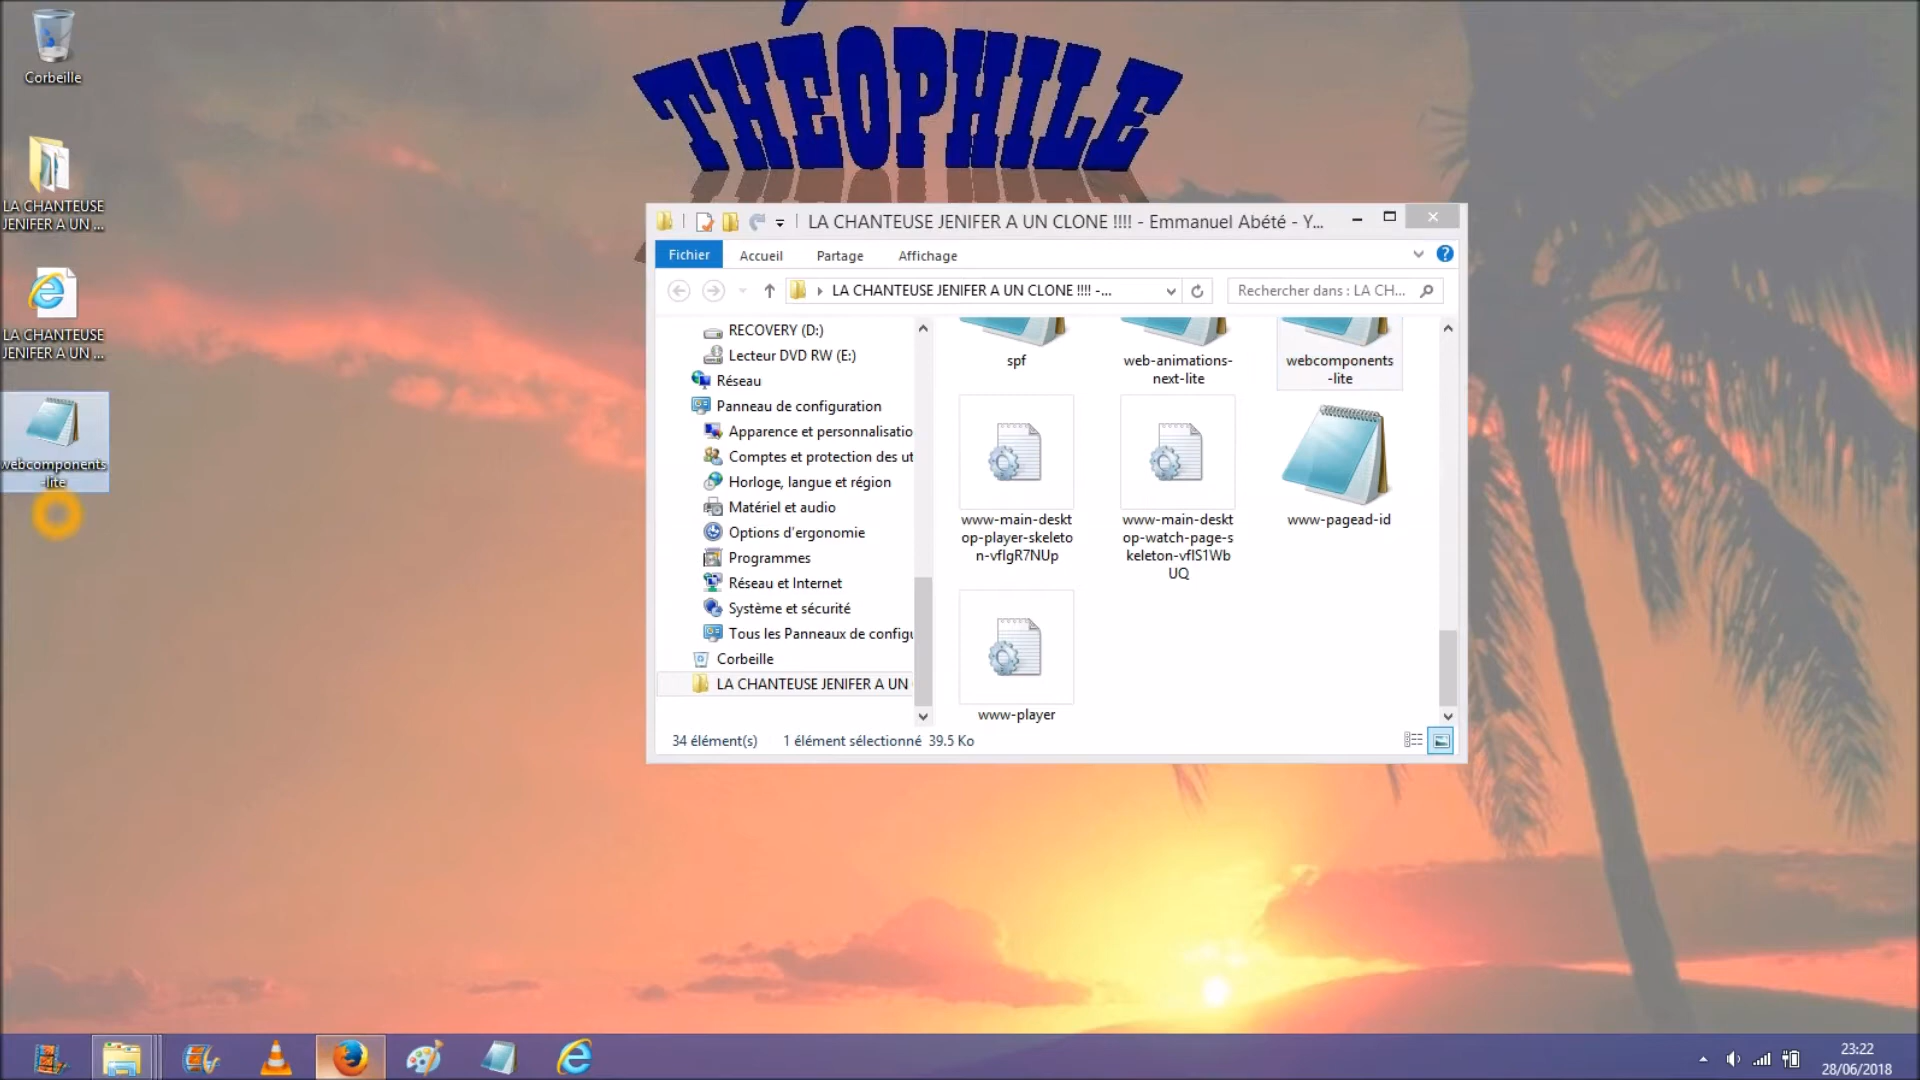 THÉOPHILE
Corbeille
LA CHANTEUSE
JENIFER A UN ...
LA CHANTEUSE
JENIFER A UN ...
webcomponents
-lite
LA CHANTEUSE JENIFER A UN CLONE !!!! - Emmanuel Abété - Y...
Fichier
Accueil
Partage
Affichage
LA CHANTEUSE JENIFER A UN CLONE !!!! -...
Rechercher dans : LA CH...
RECOVERY (D:)
Lecteur DVD RW (E:)
Réseau
Panneau de configuration
Apparence et personnalisatio
Comptes et protection des ut
Horloge, langue et région
Matériel et audio
Options d'ergonomie
Programmes
Réseau et Internet
Système et sécurité
Tous les Panneaux de configu
Corbeille
LA CHANTEUSE JENIFER A UN
spf
web-animations-
next-lite
webcomponents
-lite
www-main-deskt
op-player-skeleto
n-vflgR7NUp
www-main-deskt
op-watch-page-s
keleton-vflS1Wb
UQ
www-pagead-id
www-player
34 élément(s)
1 élément sélectionné 39.5 Ko
23:22
28/06/2018